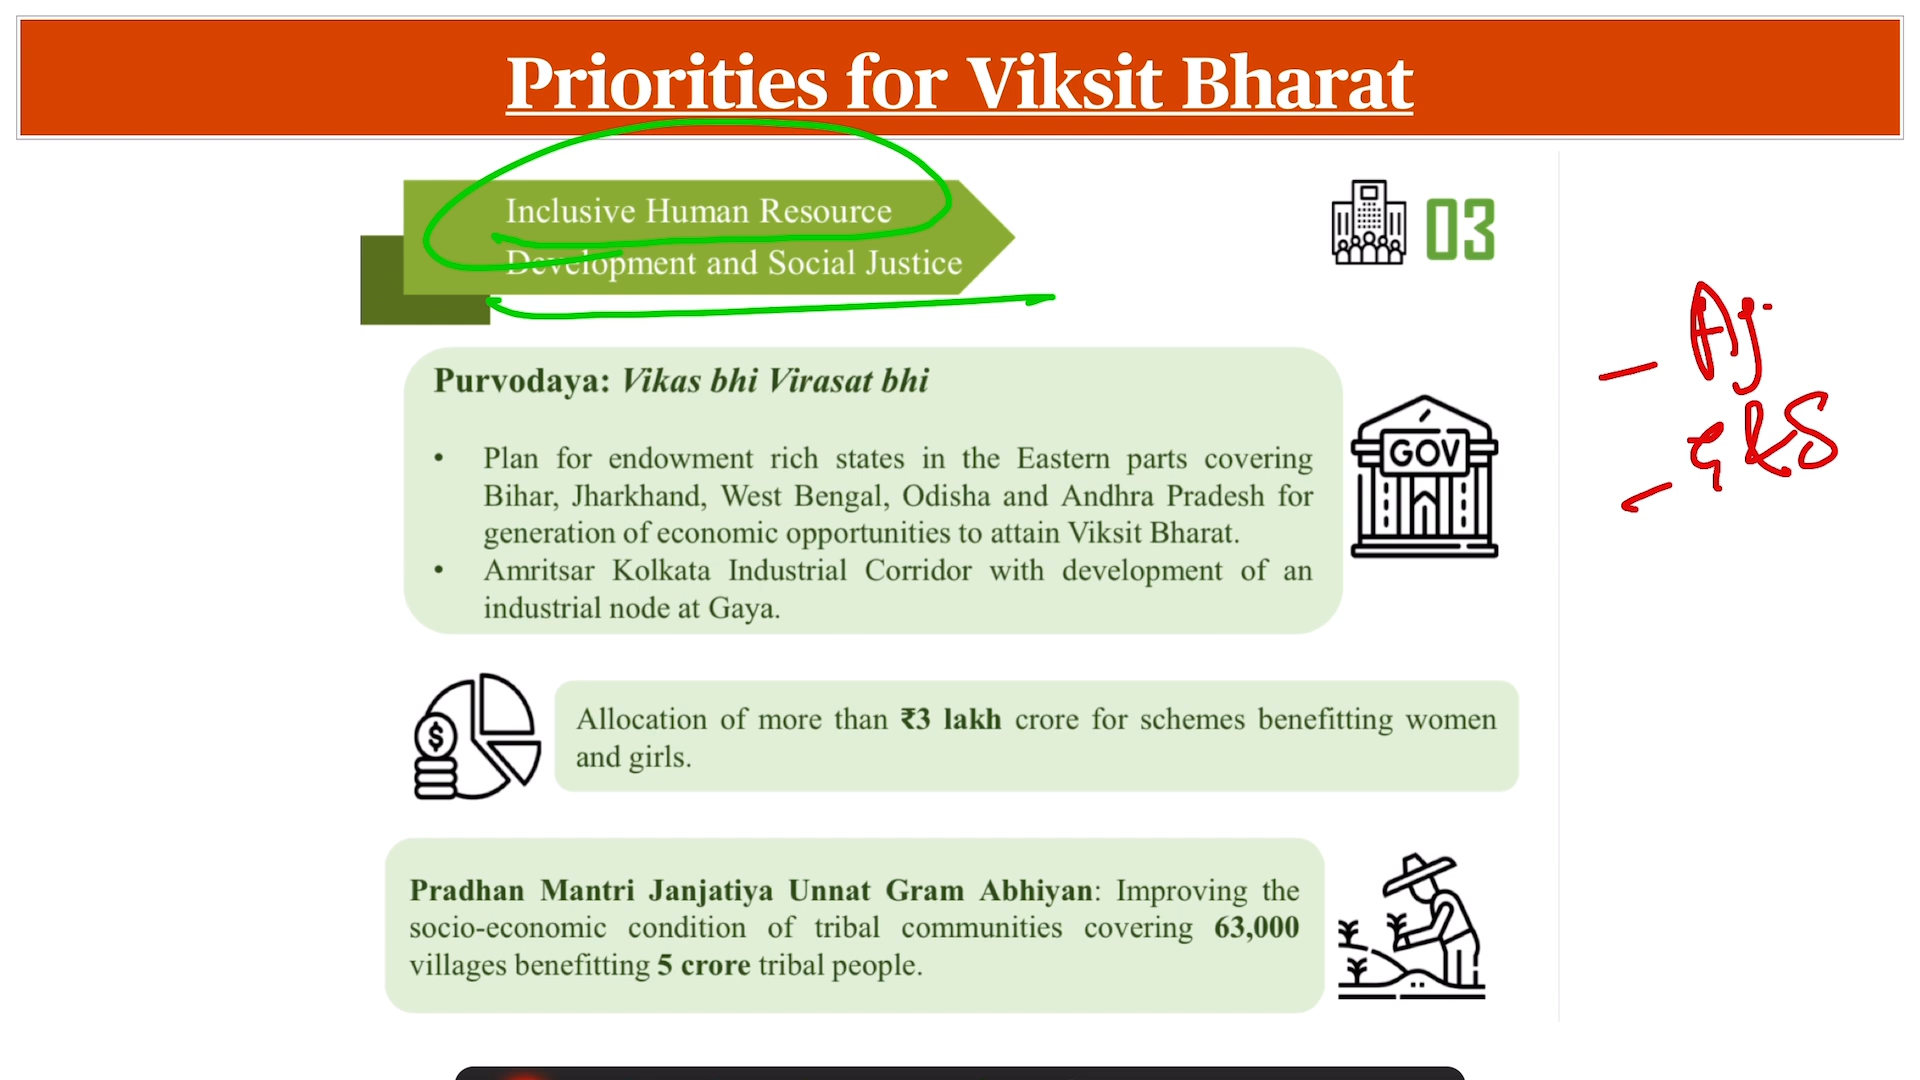 Priorities for Viksit Bharat
Inclusive Human Resource
Development and Social Justice
03
Purvodaya: Vikas bhi Virasat bhi
• Plan for endowment rich states in the Eastern parts covering
Bihar, Jharkhand, West Bengal, Odisha and Andhra Pradesh for
generation of economic opportunities to attain Viksit Bharat.
• Amritsar Kolkata Industrial Corridor with development of an
industrial node at Gaya.
GOV
- Aj
$
Allocation of more than ₹3 lakh crore for schemes benefitting women
and girls.
Pradhan Mantri Janjatiya Unnat Gram Abhiyan: Improving the
socio-economic condition of tribal communities covering 63,000
villages benefitting 5 crore tribal people.